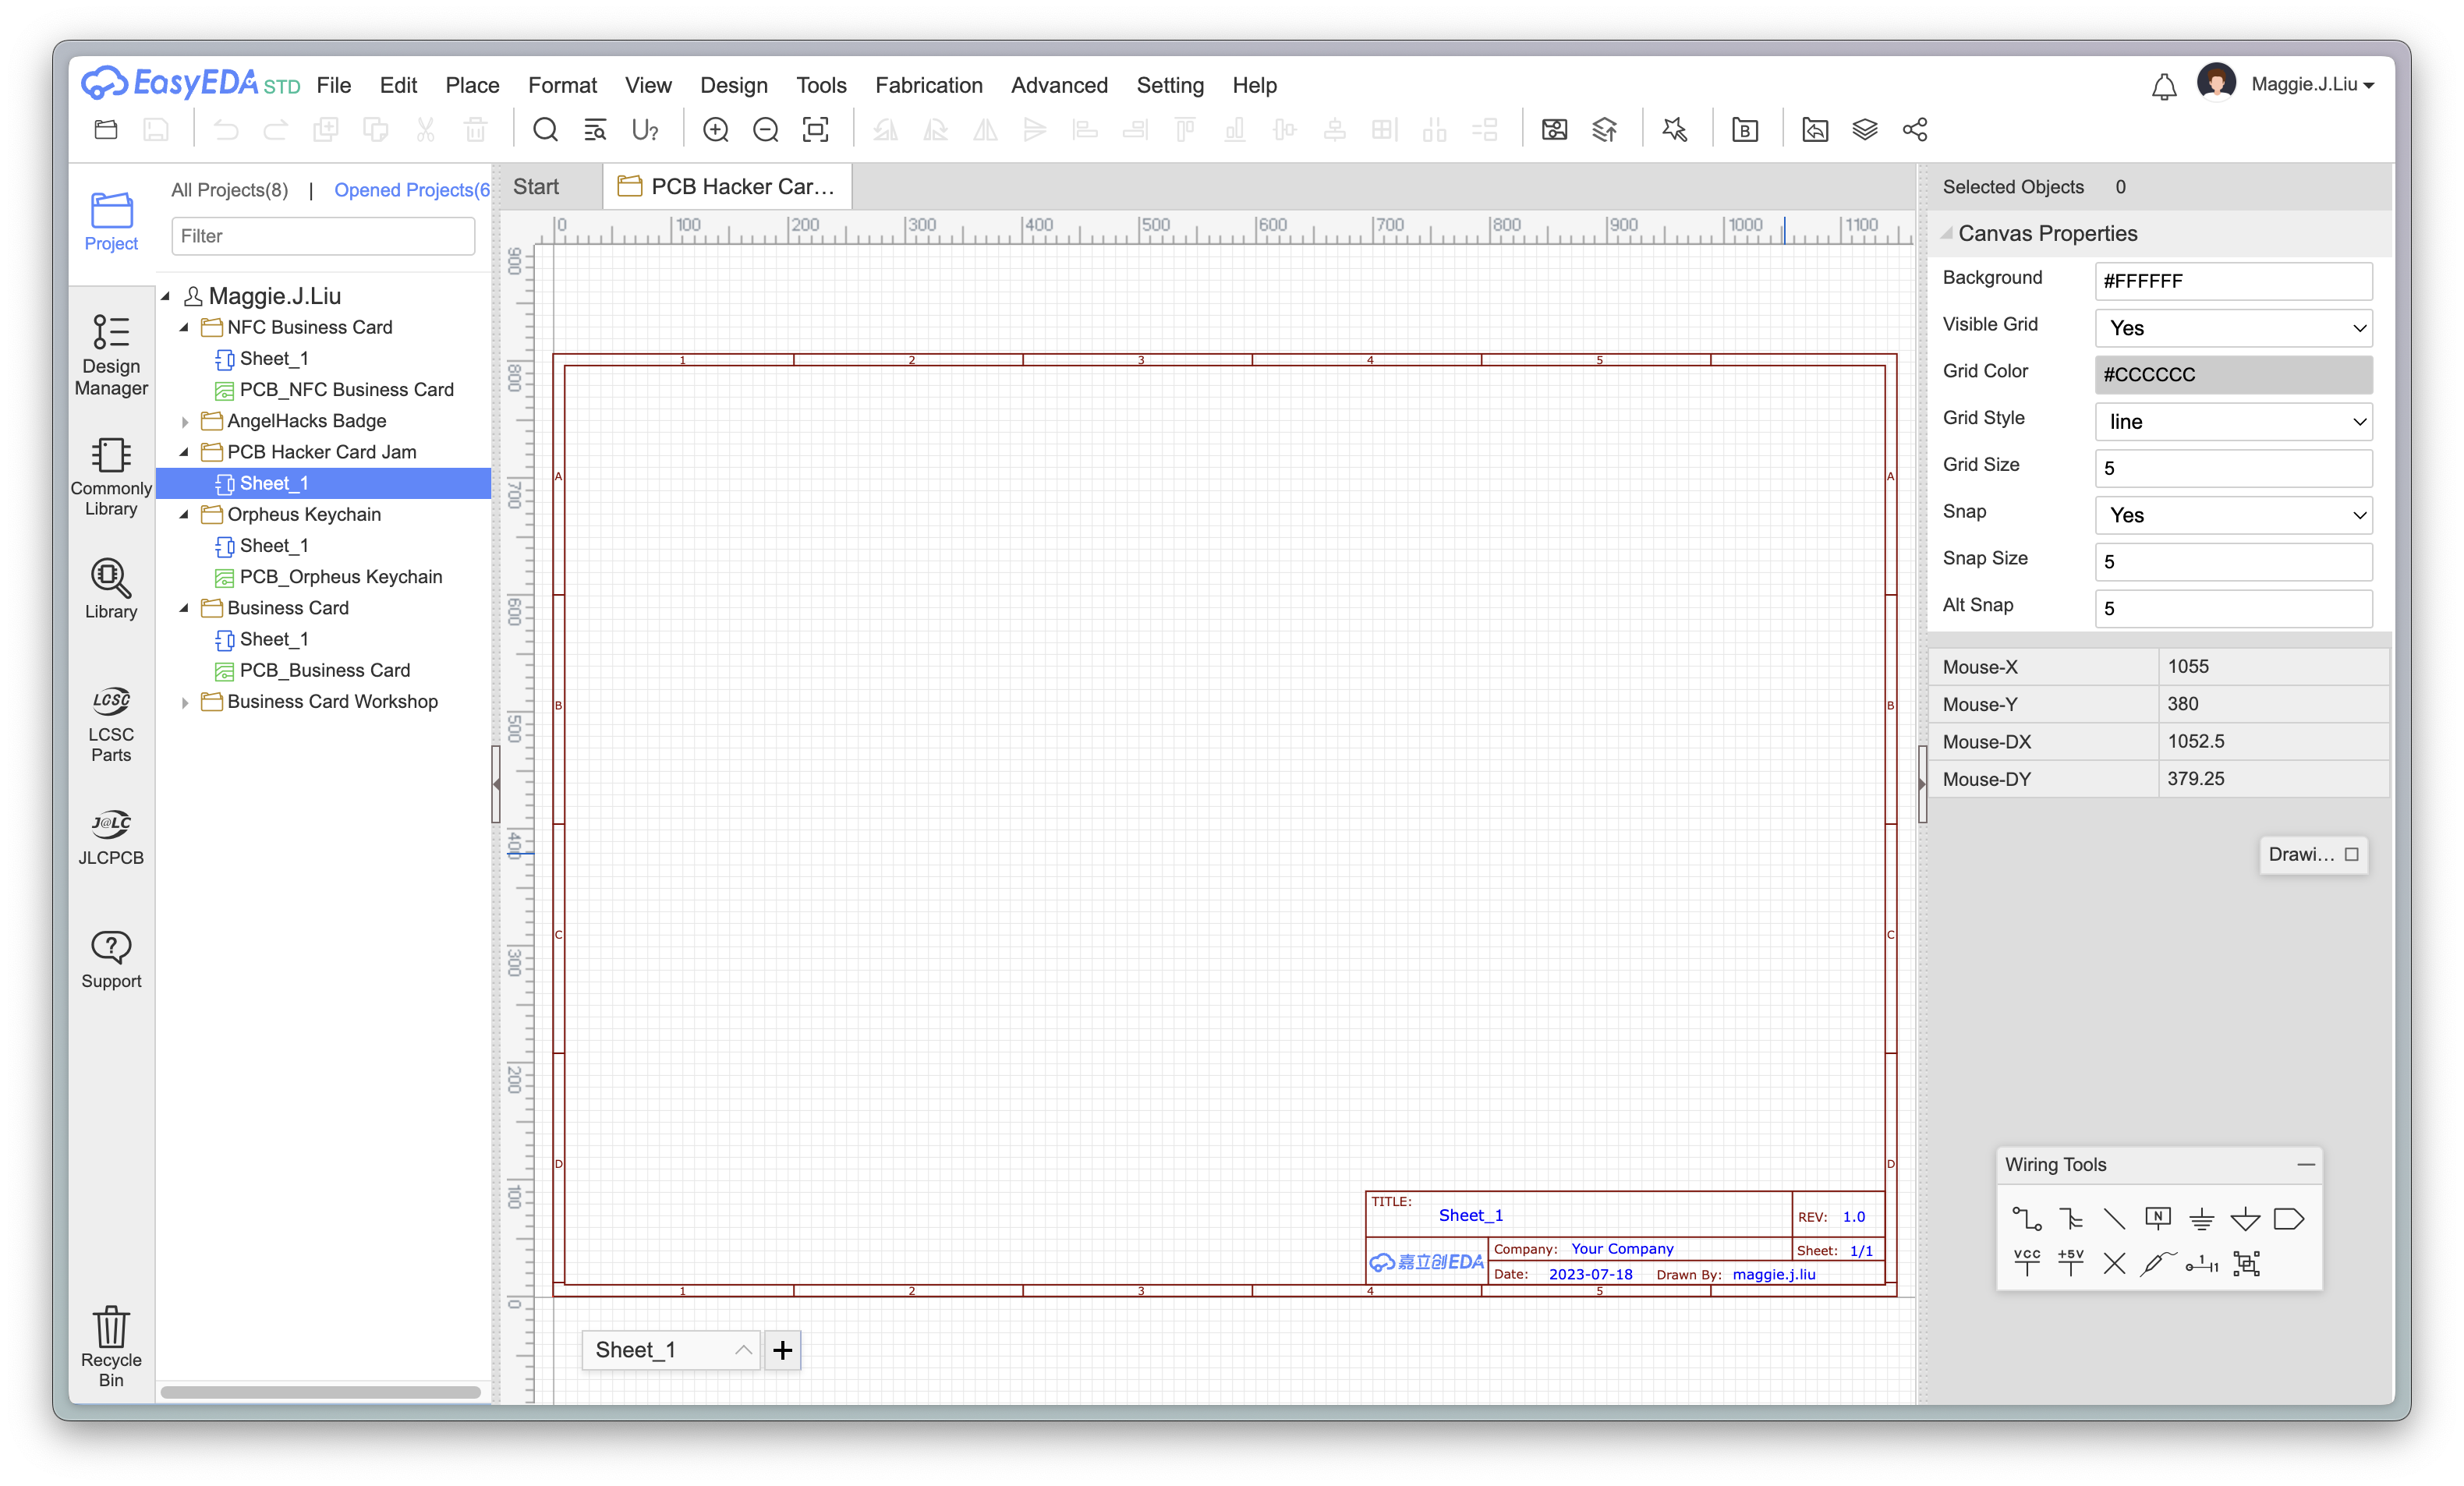 EasyEDA STD File Edit Place Format View Design Tools Fabrication Advanced Setting Help Maggie.J.Liu
All Projects(8) | Opened Projects(6
Filter
Project
Design
Manager
Commonly
Library
Library
LCSC
LCSC
Parts
J@LC
JLCPCB
Support
Recycle
Bin
Maggie.J.Liu
NFC Business Card
Sheet_1
PCB_NFC Business Card
AngelHacks Badge
PCB Hacker Card Jam
Sheet_1
Orpheus Keychain
Sheet_1
PCB_Orpheus Keychain
Business Card
Sheet_1
PCB_Business Card
Business Card Workshop
Start PCB Hacker Car...
0 100 200 300 400 500 600 700 800 900 1000 1100
900
800
700
600
500
400
300
200
100
0
1 2 3 4 5
A A
B B
C C
D D
TITLE:
Sheet_1
REV: 1.0
嘉立创EDA
Company: Your Company
Sheet: 1/1
Date: 2023-07-18 Drawn By: maggie.j.liu
1 2 3 4 5
Sheet_1 +
Selected Objects 0
Canvas Properties
Background #FFFFFF
Visible Grid Yes
Grid Color #CCCCCC
Grid Style line
Grid Size 5
Snap Yes
Snap Size 5
Alt Snap 5
Mouse-X 1055
Mouse-Y 380
Mouse-DX 1052.5
Mouse-DY 379.25
Drawi...
Wiring Tools
N
VCC +5V 1